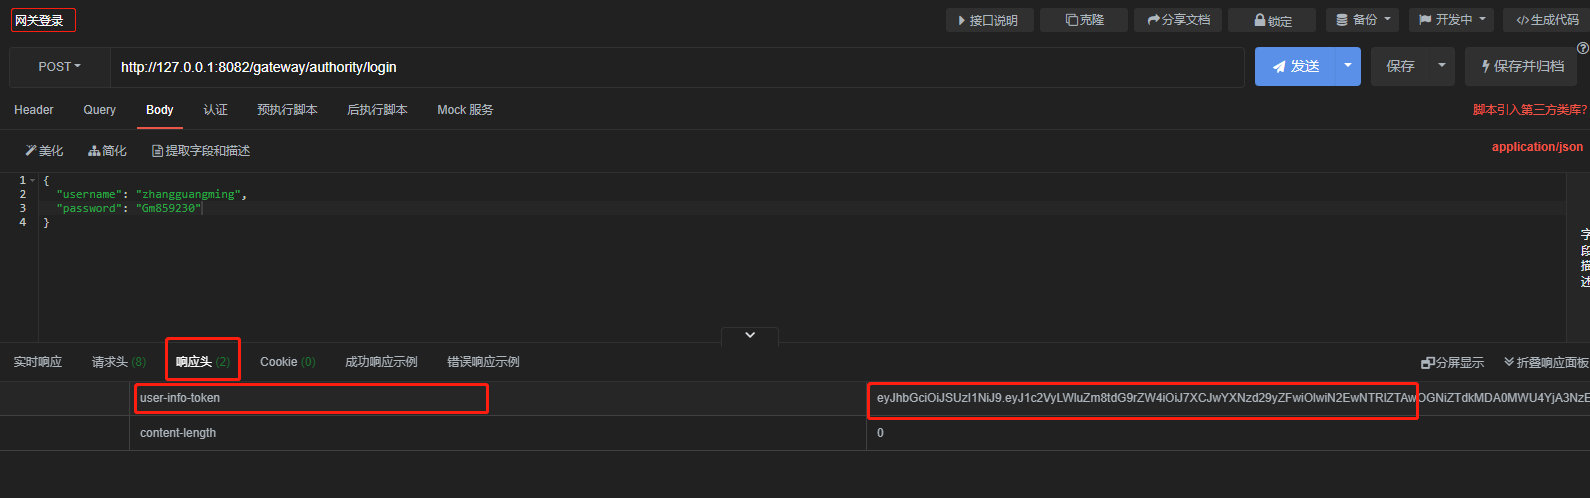 网关登录
接口说明 克隆 分享文档 锁定 备份 开发中 生成代码
POST http://127.0.0.1:8082/gateway/authority/login 发送 保存 保存并归档
Header Query Body 认证 预执行脚本 后执行脚本 Mock 服务 脚本引入第三方类库?
美化 简化 提取字段和描述 application/json
1 {
2 "username": "zhangguangming",
3 "password": "Gm859230"
4 }
字段描述
实时响应 请求头 (8) 响应头 (2) Cookie (0) 成功响应示例 错误响应示例 分屏显示 折叠响应面板
user-info-token eyJhbGciOiJSUzI1NiJ9.eyJ1c2VyLWluZm8tdG9rZW4iOiJ7XCJwYXNzd29yZFwiOlwiN2EwNTRlZTAwOGNiZTdkMDA0MWU4YjA3NzE
content-length 0